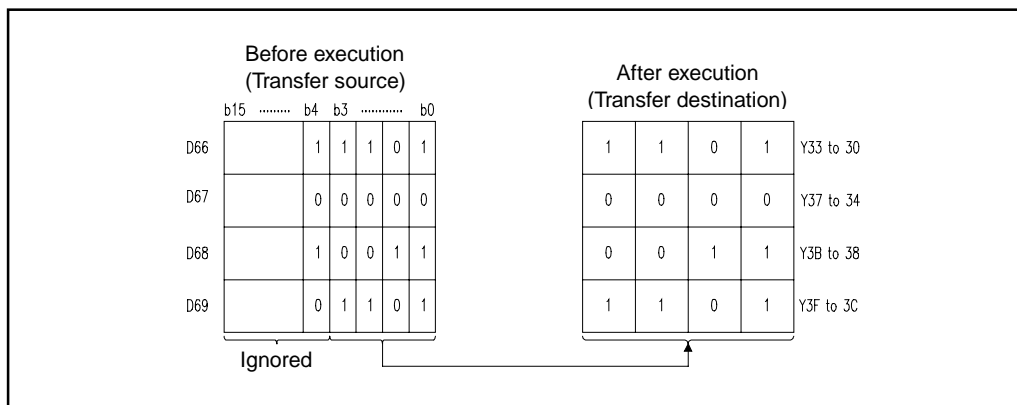 Before execution
(Transfer source)
After execution
(Transfer destination)
b15 ········· b4 b3 ············ b0
D66 1 1 1 0 1 1 1 0 1 Y33 to 30
D67 0 0 0 0 0 0 0 0 0 Y37 to 34
D68 1 0 0 1 1 0 0 1 1 Y3B to 38
D69 0 1 1 0 1 1 1 0 1 Y3F to 3C
Ignored